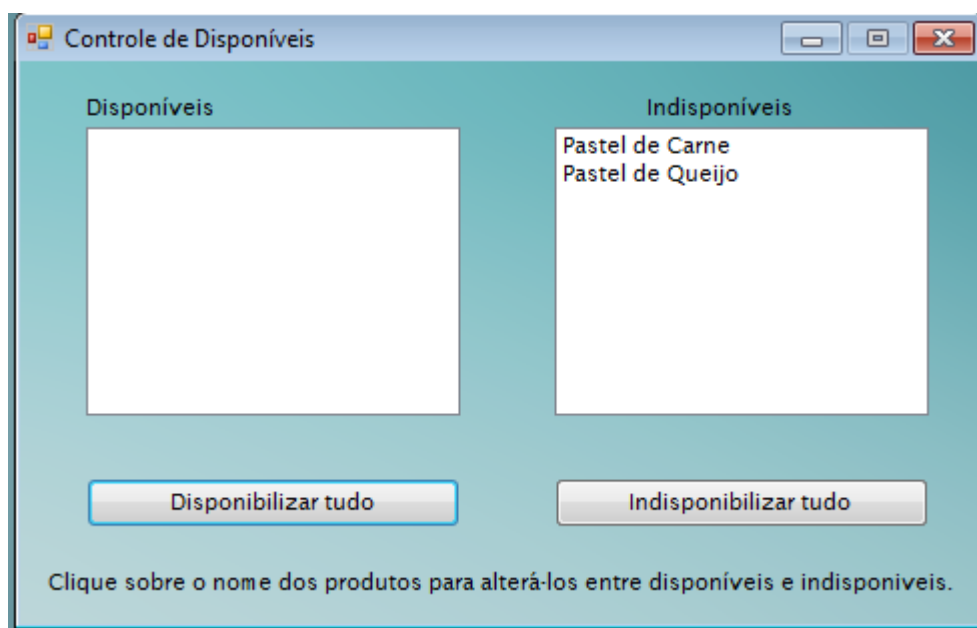 Controle de Disponíveis
Disponíveis
Indisponíveis
Pastel de Carne
Pastel de Queijo
Disponibilizar tudo
Indisponibilizar tudo
Clique sobre o nome dos produtos para alterá-los entre disponíveis e indisponiveis.